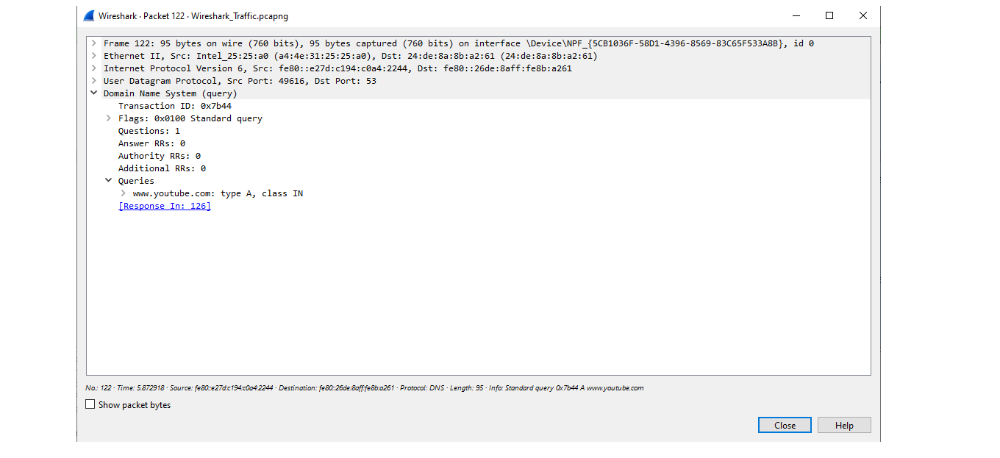 Wireshark · Packet 122 · Wireshark_Traffic.pcapng
Frame 122: 95 bytes on wire (760 bits), 95 bytes captured (760 bits) on interface \Device\NPF_{5CB1036F-58D1-4396-8569-83C65F533A8B}, id 0
Ethernet II, Src: Intel_25:25:a0 (a4:4e:31:25:25:a0), Dst: 24:de:8a:8b:a2:61 (24:de:8a:8b:a2:61)
Internet Protocol Version 6, Src: fe80::e27d:c194:c0a4:2244, Dst: fe80::26de:8aff:fe8b:a261
User Datagram Protocol, Src Port: 49616, Dst Port: 53
Domain Name System (query)
Transaction ID: 0x7b44
Flags: 0x0100 Standard query
Questions: 1
Answer RRs: 0
Authority RRs: 0
Additional RRs: 0
Queries
www.youtube.com: type A, class IN
[Response In: 126]
No.: 122 · Time: 5.872918 · Source: fe80::e27d:c194:c0a4:2244 · Destination: fe80::26de:8aff:fe8b:a261 · Protocol: DNS · Length: 95 · Info: Standard query 0x7b44 A www.youtube.com
Show packet bytes
Close Help